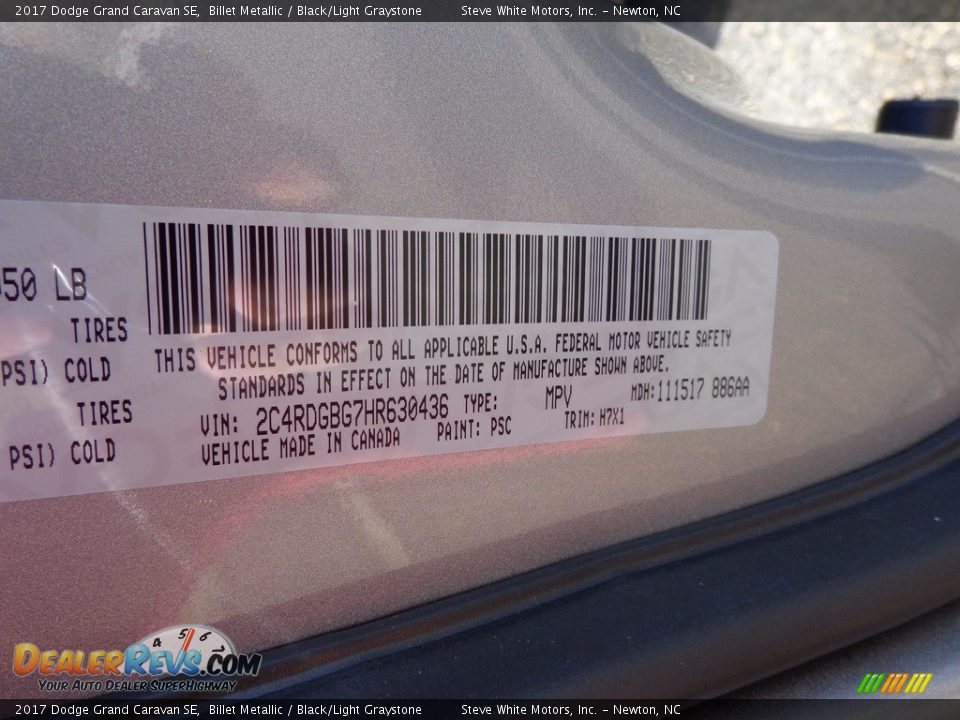 2017 Dodge Grand Caravan SE, Billet Metallic / Black/Light Graystone Steve White Motors, Inc. - Newton, NC
50 LB
TIRES
PSI) COLD
TIRES
PSI) COLD
THIS VEHICLE CONFORMS TO ALL APPLICABLE U.S.A. FEDERAL MOTOR VEHICLE SAFETY
STANDARDS IN EFFECT ON THE DATE OF MANUFACTURE SHOWN ABOVE.
VIN: 2C4RDGBG7HR630436 TYPE: MPV MDH: 111517 886AA
VEHICLE MADE IN CANADA PAINT: PSC TRIM: H7X1
4 5 6
DealerRevs.com
Your Auto Dealer SuperHighway
2017 Dodge Grand Caravan SE, Billet Metallic / Black/Light Graystone Steve White Motors, Inc. - Newton, NC